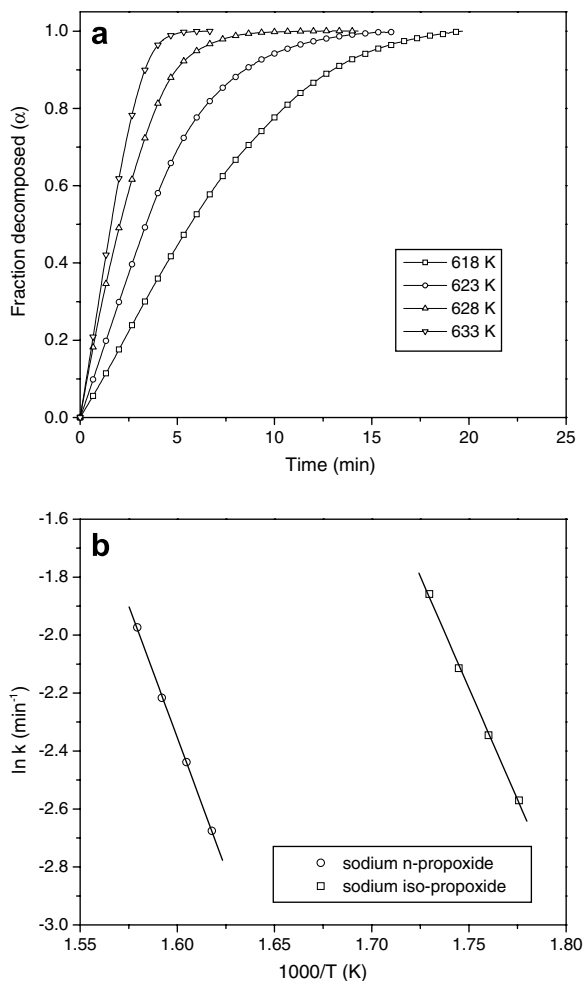 a
1.0
0.8
0.6
0.4
0.2
0.0
Fraction decomposed (α)
618 K
623 K
628 K
633 K
0 5 10 15 20 25
Time (min)
b
-1.6
-1.8
-2.0
-2.2
-2.4
-2.6
-2.8
-3.0
ln k (min⁻¹)
sodium n-propoxide
sodium iso-propoxide
1.55 1.60 1.65 1.70 1.75 1.80
1000/T (K)